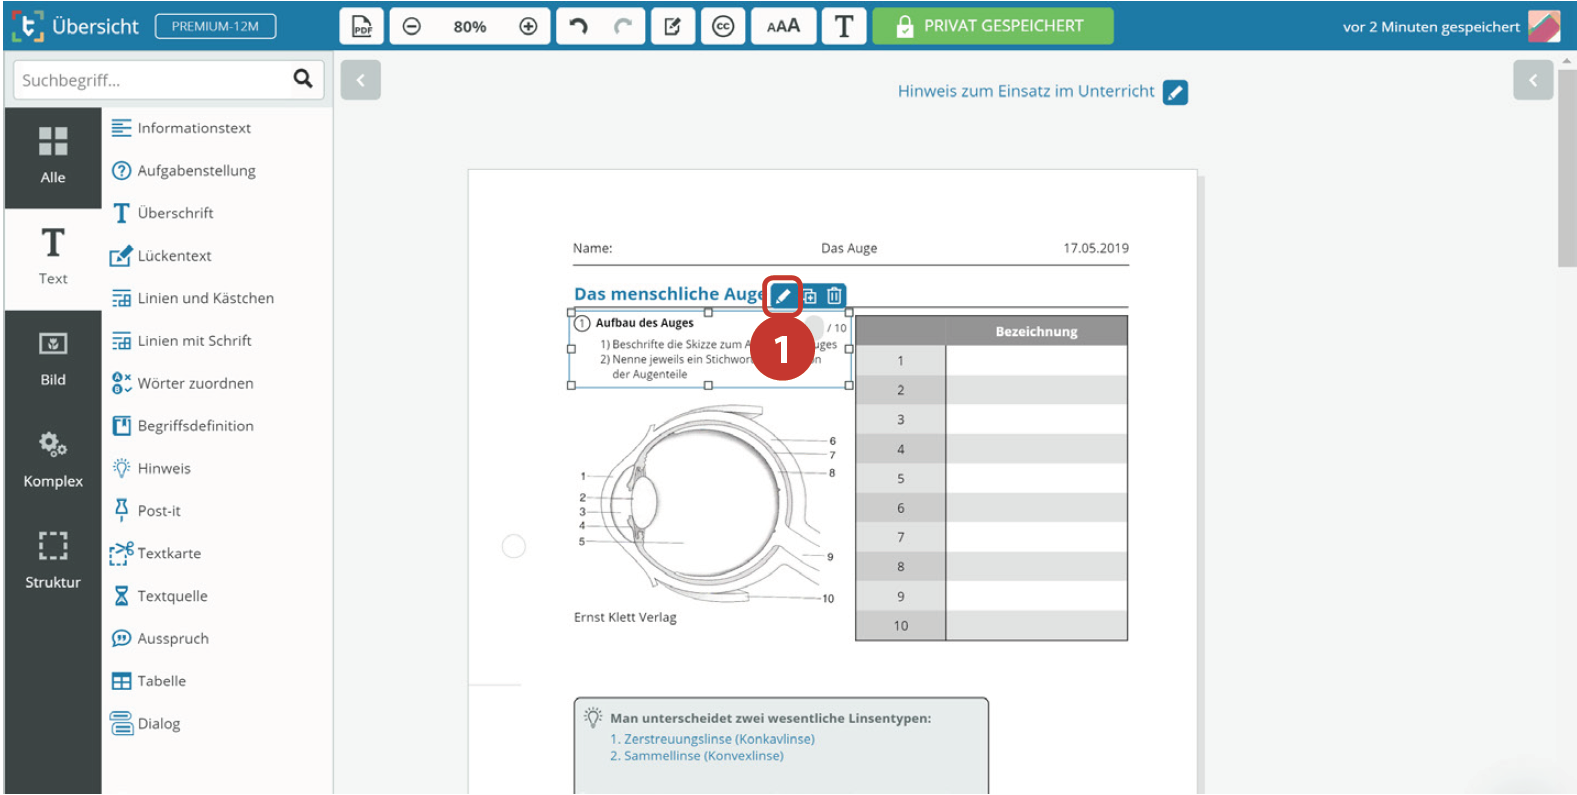 Übersicht PREMIUM-12M PDF 80% cc AAA T PRIVAT GESPEICHERT vor 2 Minuten gespeichert
Suchbegriff...
Hinweis zum Einsatz im Unterricht
Alle
Text
Bild
Komplex
Struktur
Informationstext
Aufgabenstellung
Überschrift
Lückentext
Linien und Kästchen
Linien mit Schrift
Wörter zuordnen
Begriffsdefinition
Hinweis
Post-it
Textkarte
Textquelle
Ausspruch
Tabelle
Dialog
Name: Das Auge 17.05.2019
Das menschliche Auge
1 Aufbau des Auges / 10
1) Beschrifte die Skizze zum
2) Nenne jeweils ein
der Augenteile
1
Bezeichnung
1
2
3
4
5
6
7
8
9
10
6
7
8
1
2
3
4
5
9
10
Ernst Klett Verlag
Man unterscheidet zwei wesentliche Linsentypen:
1. Zerstreuungslinse (Konkavlinse)
2. Sammellinse (Konvexlinse)